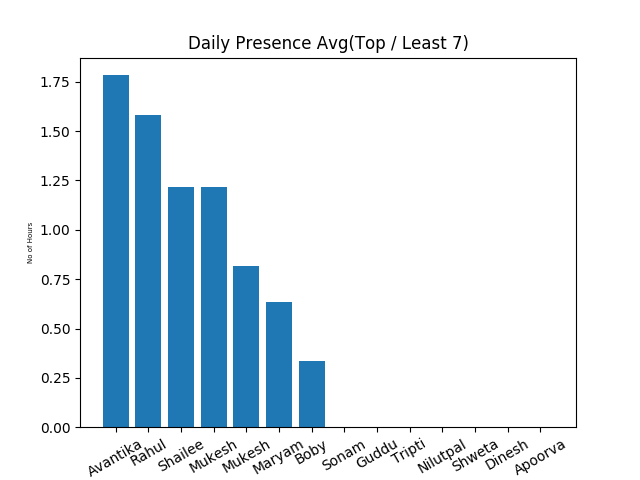 Daily Presence Avg(Top / Least 7)
No of Hours
1.75
1.50
1.25
1.00
0.75
0.50
0.25
0.00
Avantika
Rahul
Shailee
Mukesh
Mukesh
Maryam
Boby
Sonam
Guddu
Tripti
Nilutpal
Shweta
Dinesh
Apoorva